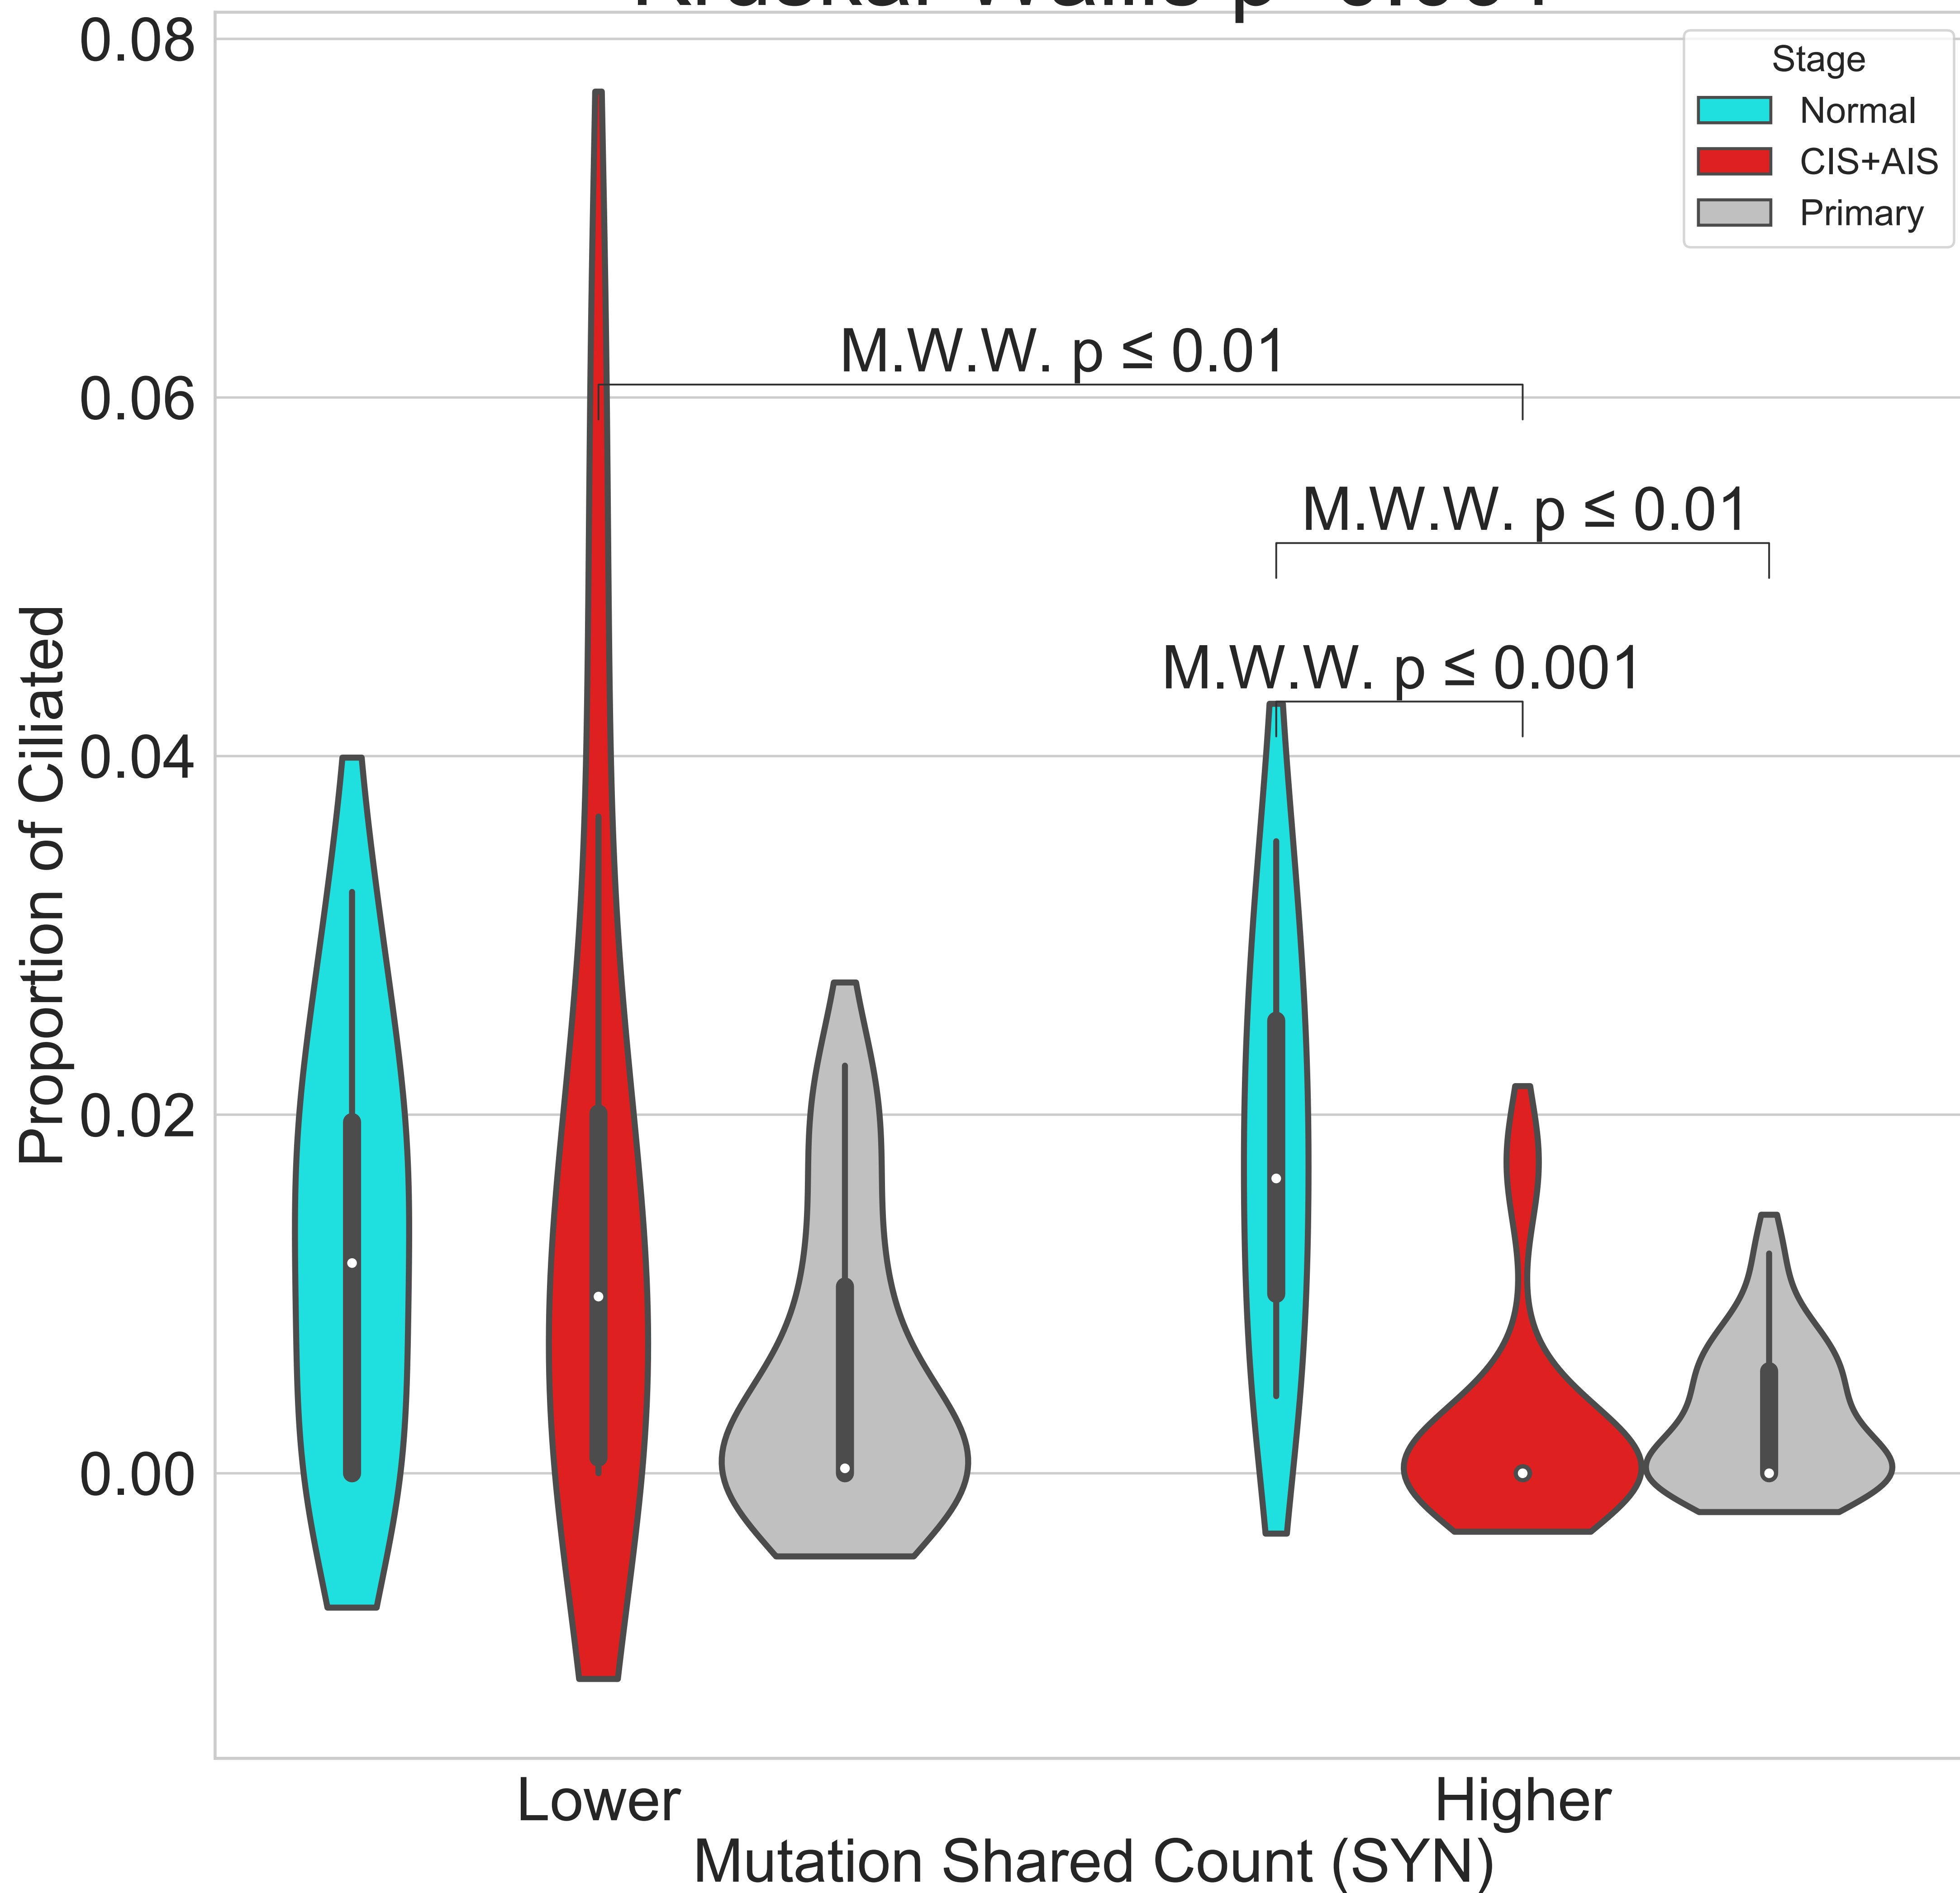 0.08
0.06
0.04
0.02
0.00
Proportion of Ciliated
Stage
Normal
CIS+AIS
Primary
M.W.W. p ≤ 0.01
M.W.W. p ≤ 0.01
M.W.W. p ≤ 0.001
Lower
Higher
Mutation Shared Count (SYN)